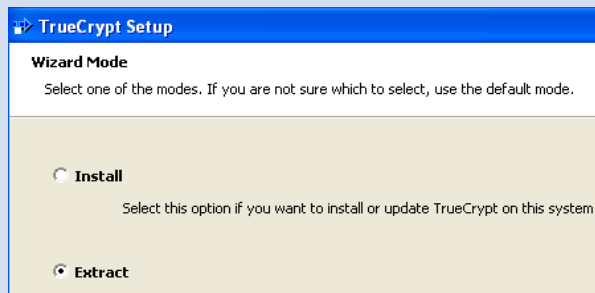 TrueCrypt Setup
Wizard Mode
Select one of the modes. If you are not sure which to select, use the default mode.
Install
Select this option if you want to install or update TrueCrypt on this system
Extract